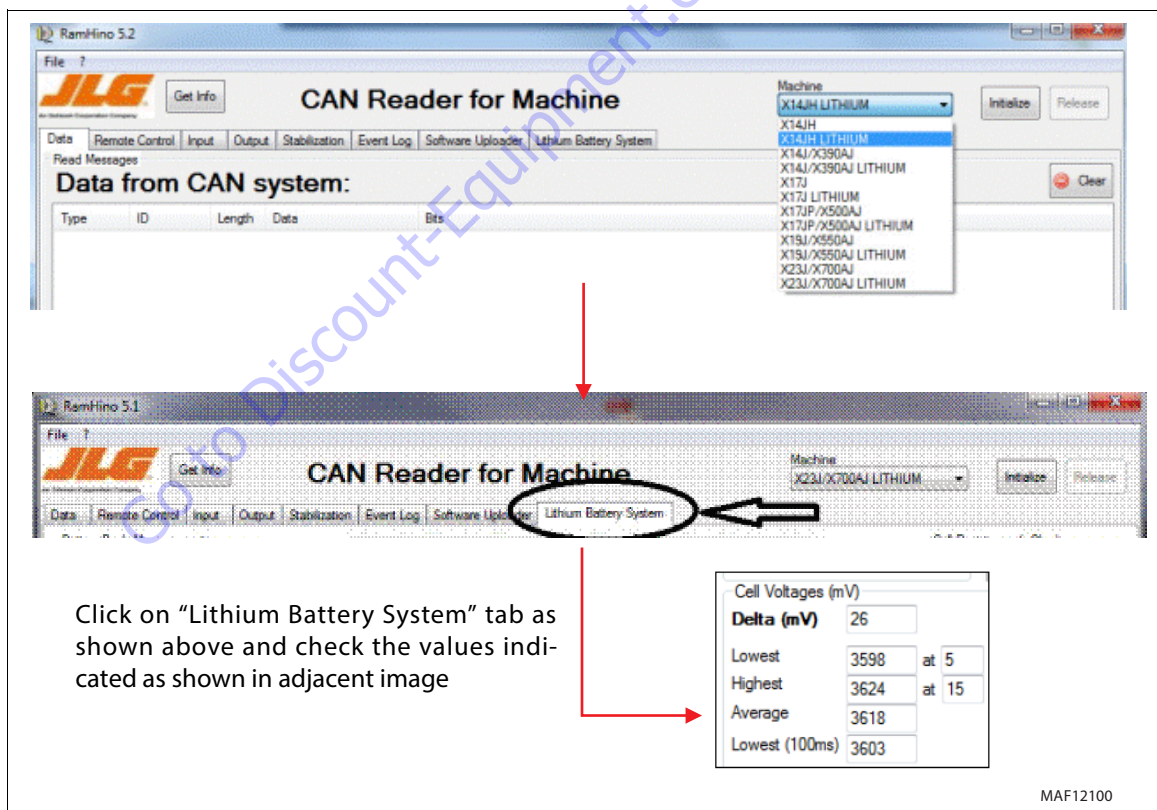 RamHino 5.2
File ?
JLG
Get Info
CAN Reader for Machine
Machine
X14JH LITHIUM
Initialize
Release
X14JH
X14JH LITHIUM
X14J/X390AJ
X14J/X390AJ LITHIUM
X17J
X17J LITHIUM
X17JP/X500AJ
X17JP/X500AJ LITHIUM
X19J/X550AJ
X19J/X550AJ LITHIUM
X23J/X700AJ
X23J/X700AJ LITHIUM
Data Remote Control Input Output Stabilization Event Log Software Uploader Lithium Battery System
Read Messages
Data from CAN system:
Clear
Type ID Length Data Bits
RamHino 5.1
File ?
JLG
Get Info
CAN Reader for Machine
Machine
X23J/X700AJ LITHIUM
Initialize
Release
Data Remote Control Input Output Stabilization Event Log Software Uploader Lithium Battery System
Click on “Lithium Battery System” tab as
shown above and check the values indi-
cated as shown in adjacent image
Cell Voltages (mV)
Delta (mV) 26
Lowest 3598 at 5
Highest 3624 at 15
Average 3618
Lowest (100ms) 3603
MAF12100
Go to Discount-Equipment.c